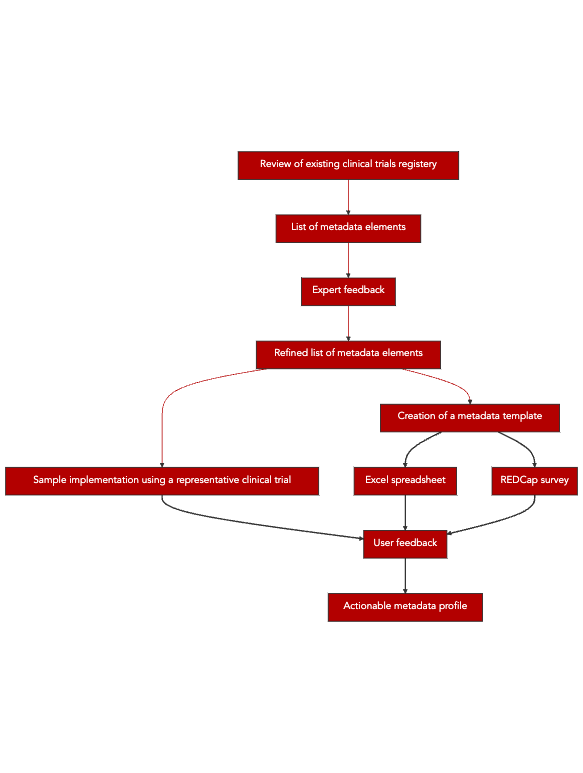 Review of existing clinical trials registery
List of metadata elements
Expert feedback
Refined list of metadata elements
Creation of a metadata template
Sample implementation using a representative clinical trial
Excel spreadsheet
REDCap survey
User feedback
Actionable metadata profile